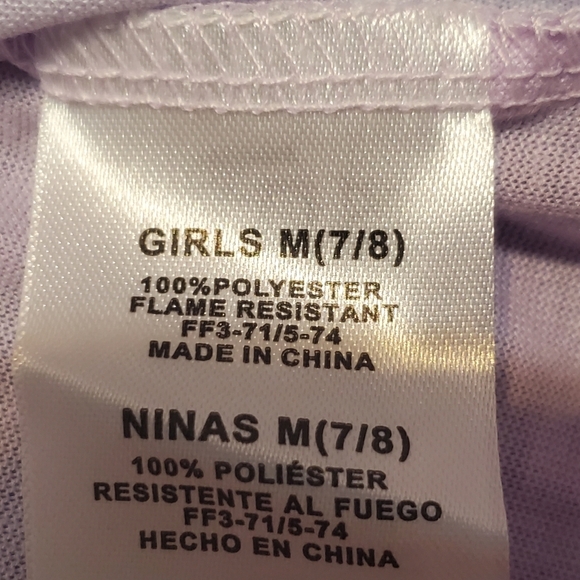 GIRLS M(7/8)
100%POLYESTER
FLAME RESISTANT
FF3-71/5-74
MADE IN CHINA
NINAS M(7/8)
100% POLIÉSTER
RESISTENTE AL FUEGO
FF3-71/5-74
HECHO EN CHINA